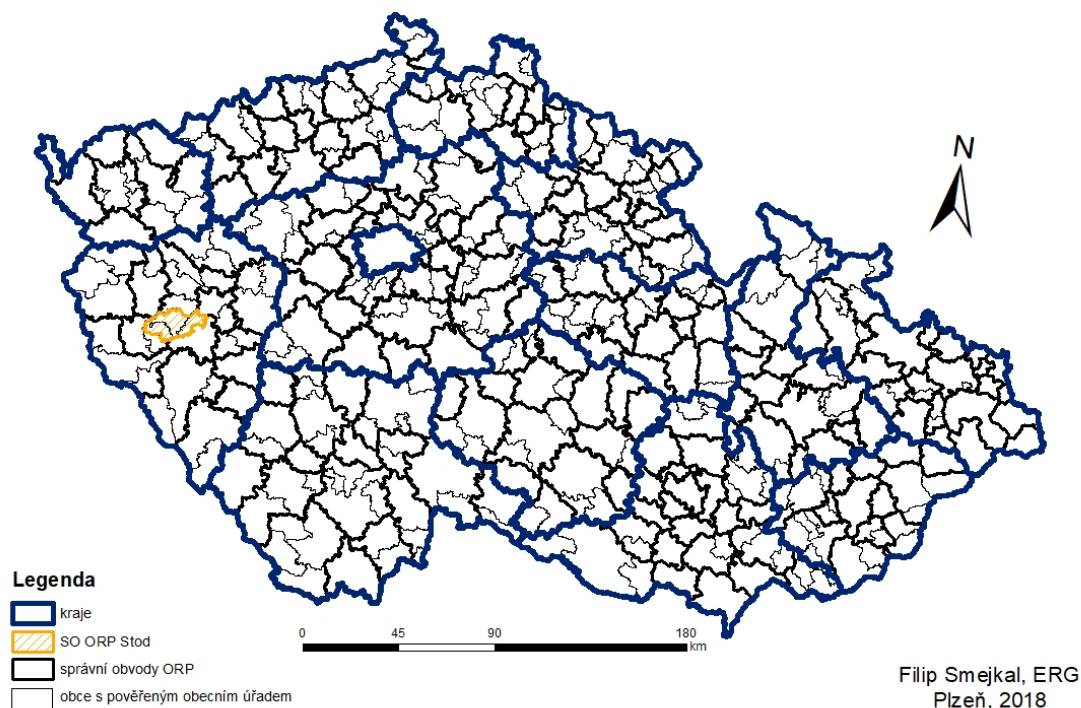 N
Legenda
kraje
SO ORP Stod
správní obvody ORP
obce s pověřeným obecním úřadem
0 45 90 180
km
Filip Smejkal, ERG
Plzeň, 2018